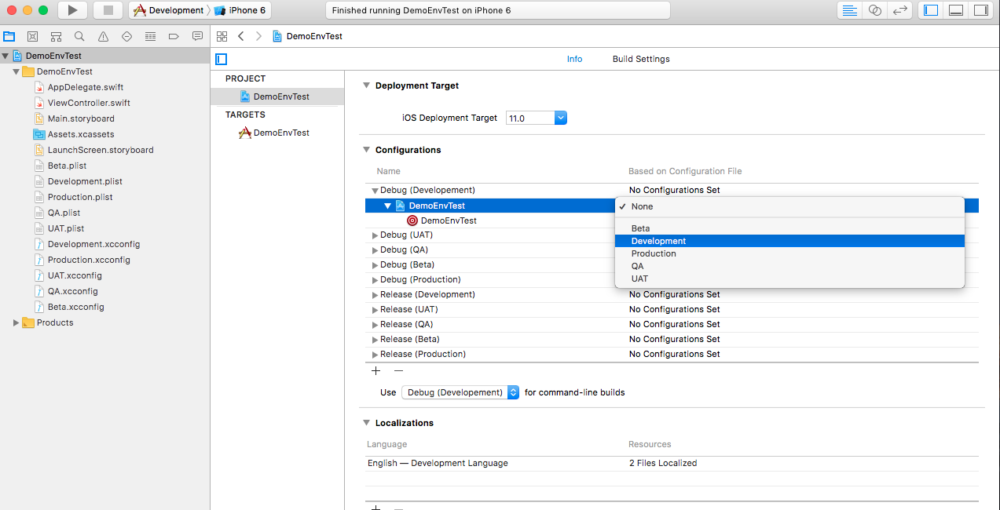 Development
iPhone 6
Finished running DemoEnvTest on iPhone 6
DemoEnvTest
DemoEnvTest
DemoEnvTest
AppDelegate.swift
ViewController.swift
Main.storyboard
Assets.xcassets
LaunchScreen.storyboard
Beta.plist
Development.plist
Production.plist
QA.plist
UAT.plist
Development.xcconfig
Production.xcconfig
UAT.xcconfig
QA.xcconfig
Beta.xcconfig
Products
Info
Build Settings
PROJECT
DemoEnvTest
TARGETS
DemoEnvTest
Deployment Target
iOS Deployment Target 11.0
Configurations
Name Based on Configuration File
Debug (Developement) No Configurations Set
DemoEnvTest
DemoEnvTest
Debug (UAT)
Debug (QA)
Debug (Beta)
Debug (Production)
None
Beta
Development
Production
QA
UAT
Release (Development) No Configurations Set
Release (UAT) No Configurations Set
Release (QA) No Configurations Set
Release (Beta) No Configurations Set
Release (Production) No Configurations Set
Use Debug (Developement) for command-line builds
Localizations
Language Resources
English — Development Language 2 Files Localized